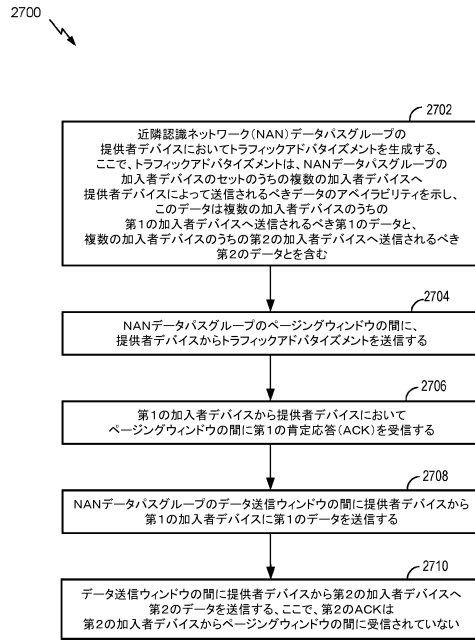 2700
2702
近隣認識ネットワーク(NAN)データパスグループの
提供者デバイスにおいてトラフィックアドバタイズメントを生成する、
ここで、トラフィックアドバタイズメントは、NANデータパスグループの
加入者デバイスのセットのうちの複数の加入者デバイスへ
提供者デバイスによって送信されるべきデータのアベイラビリティを示し、
このデータは複数の加入者デバイスのうちの
第1の加入者デバイスへ送信されるべき第1のデータと、
複数の加入者デバイスのうちの第2の加入者デバイスへ送信されるべき
第2のデータとを含む
2704
NANデータパスグループのページングウィンドウの間に、
提供者デバイスからトラフィックアドバタイズメントを送信する
2706
第1の加入者デバイスから提供者デバイスにおいて
ページングウィンドウの間に第1の肯定応答(ACK)を受信する
2708
NANデータパスグループのデータ送信ウィンドウの間に提供者デバイスから
第1の加入者デバイスに第1のデータを送信する
2710
データ送信ウィンドウの間に提供者デバイスから第2の加入者デバイスへ
第2のデータを送信する、ここで、第2のACKは
第2の加入者デバイスからページングウィンドウの間に受信されていない